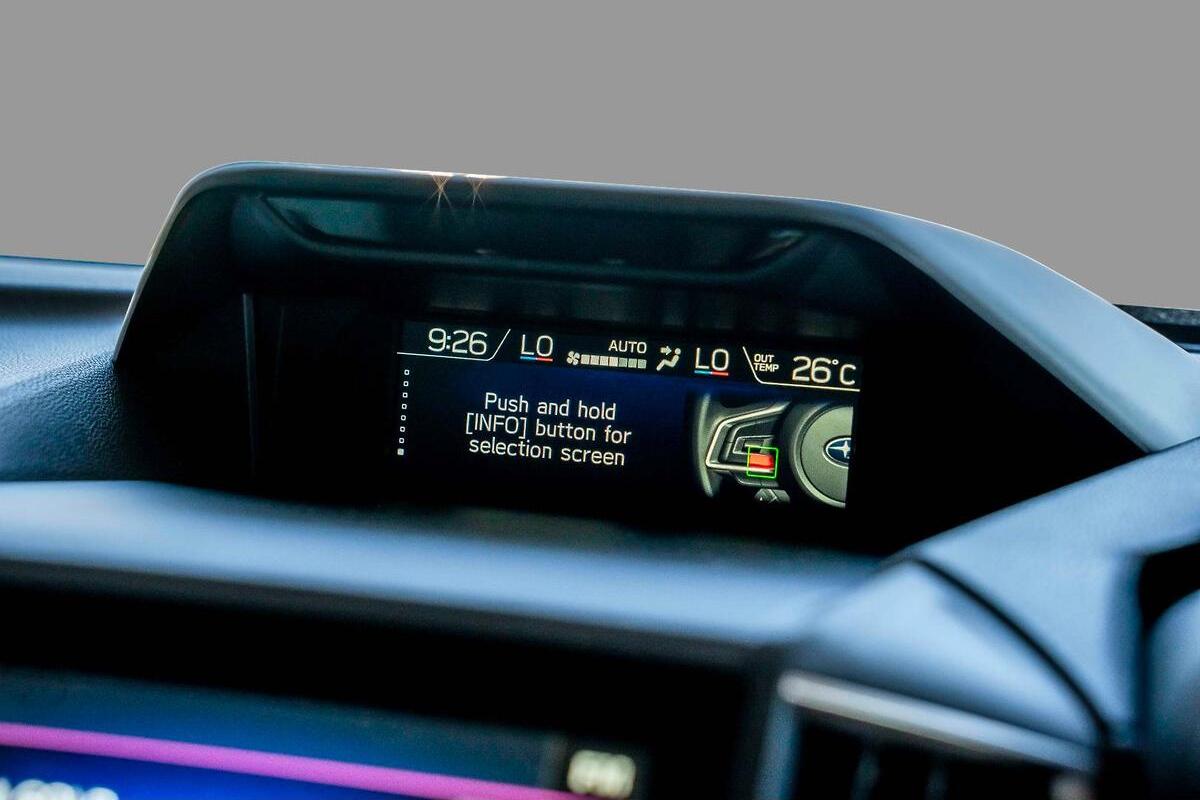 9:26 LO AUTO LO OUT TEMP 26°C
Push and hold
[INFO] button for
selection screen